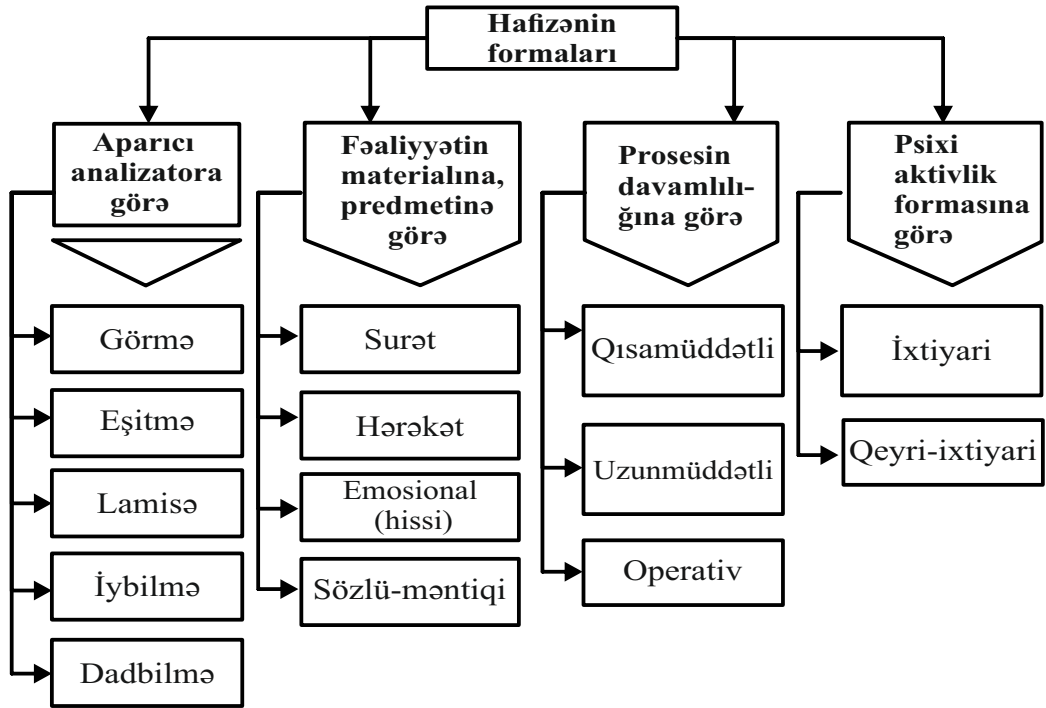 Hafizənin
formaları
Aparıcı
analizatora
görə
Görmə
Eşitmə
Lamisə
İybilmə
Dadbilmə
Fəaliyyətin
materialına,
predmetinə
görə
Surət
Hərəkət
Emosional
(hissi)
Sözlü-məntiqi
Prosesin
davamlılı-
ğına görə
Qısamüddətli
Uzunmüddətli
Operativ
Psixi
aktivlik
formasına
görə
İxtiyari
Qeyri-ixtiyari